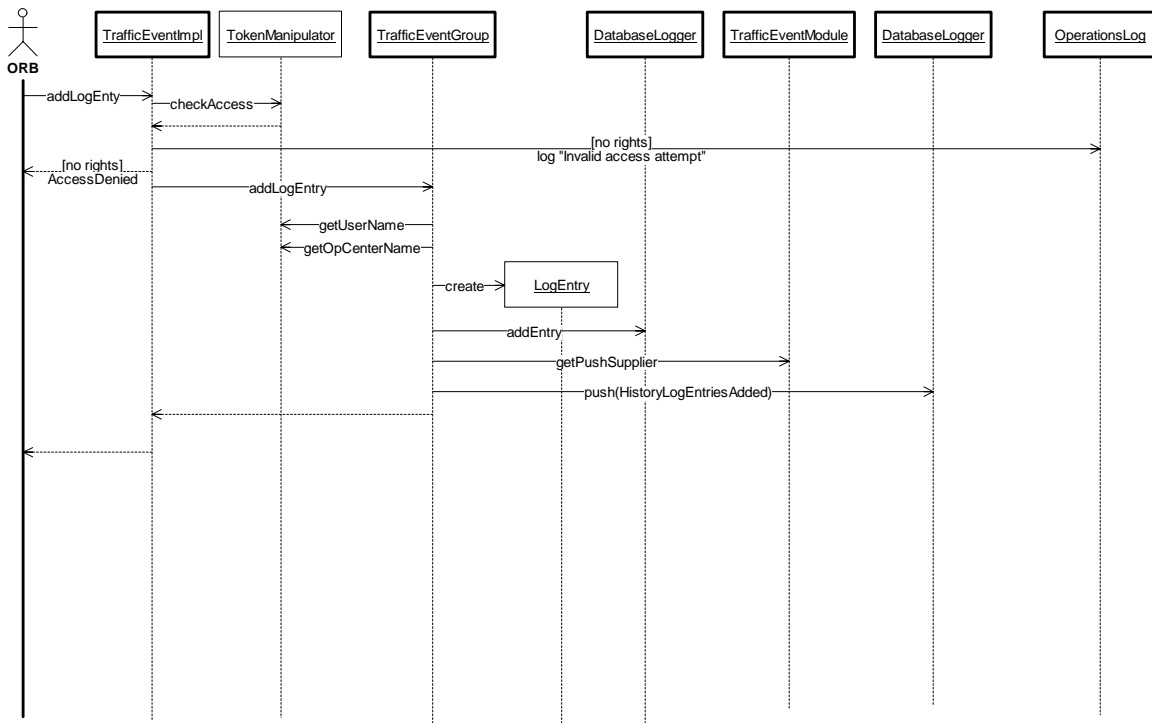 TrafficEventImpl
TokenManipulator
TrafficEventGroup
DatabaseLogger
TrafficEventModule
DatabaseLogger
OperationsLog
ORB
addLogEnty
checkAccess
[no rights]
log "Invalid access attempt"
[no rights]
AccessDenied
addLogEntry
getUserName
getOpCenterName
create
LogEntry
addEntry
getPushSupplier
push(HistoryLogEntriesAdded)